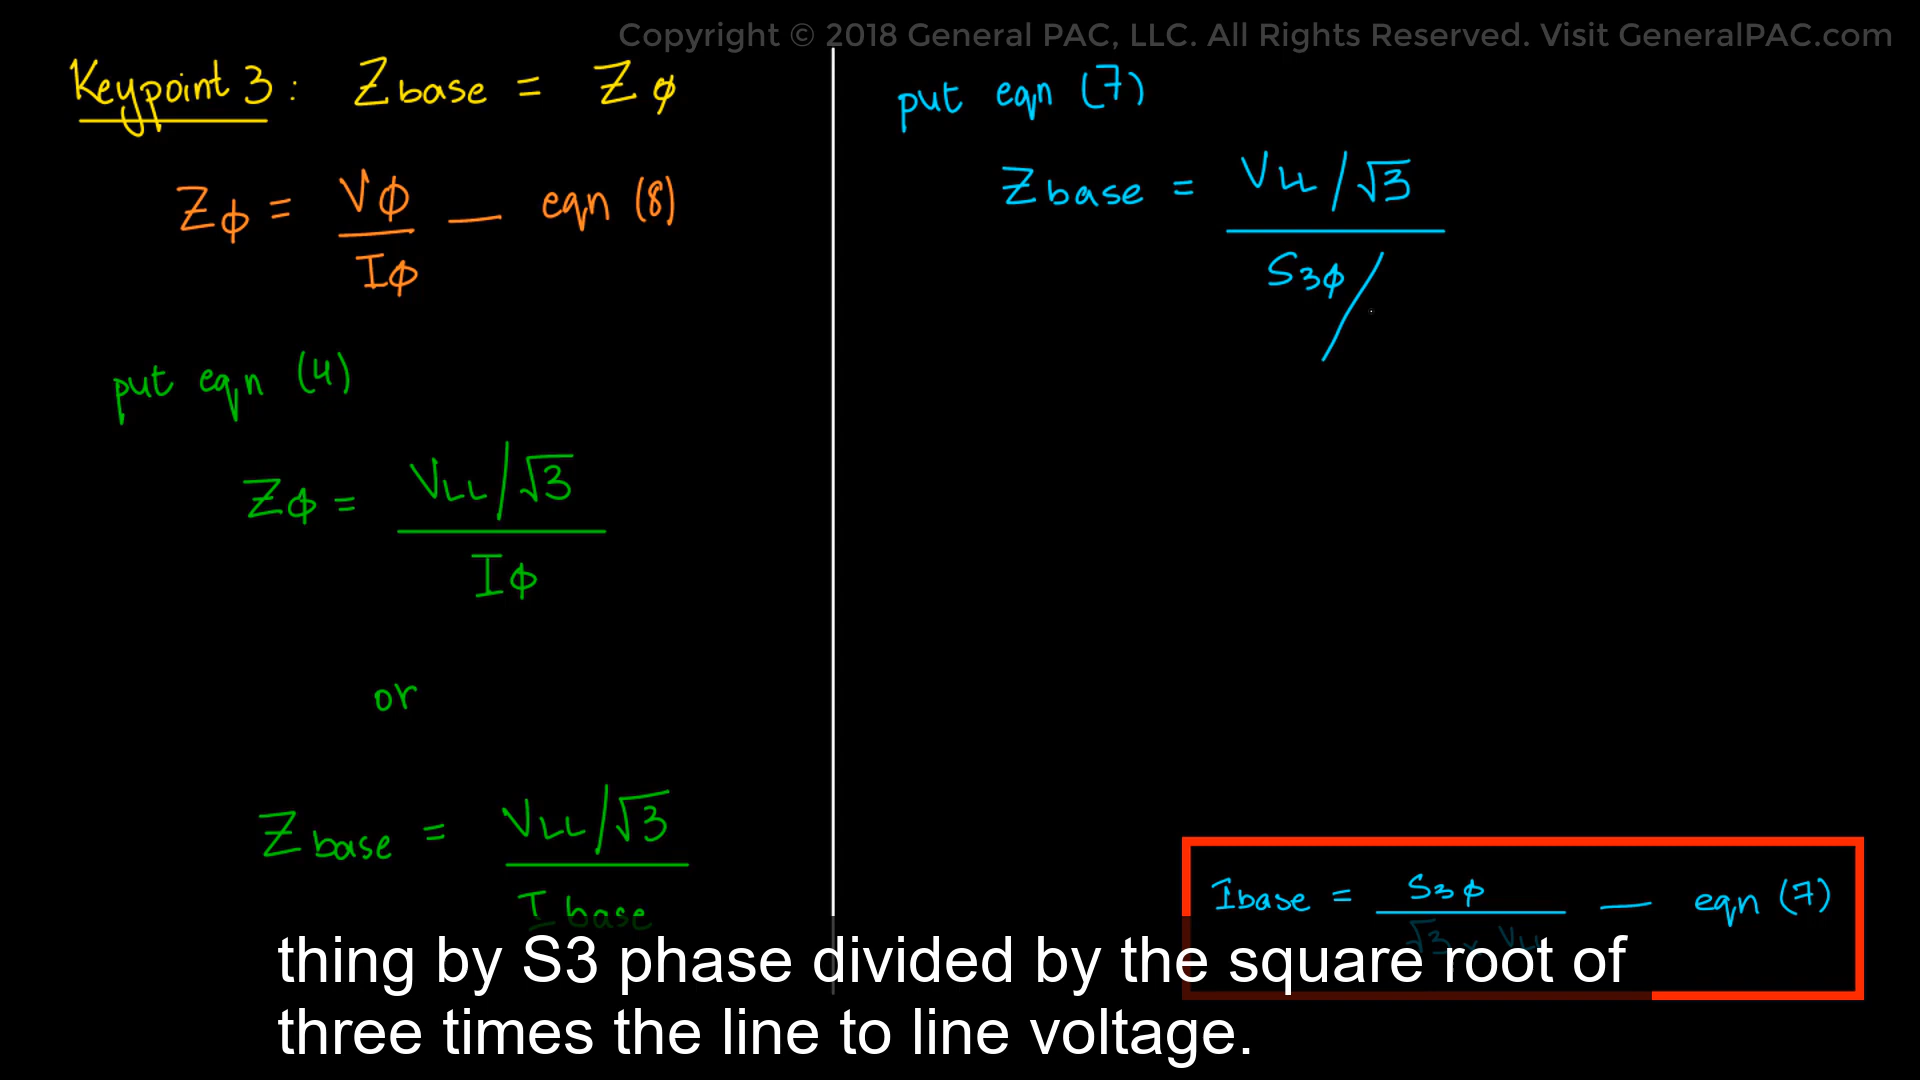 Copyright © 2018 General PAC, LLC. All Rights Reserved. Visit GeneralPAC.com
Keypoint 3 : Zbase = Zϕ
Zϕ = Vϕ / Iϕ — eqn (8)
put eqn (4)
Zϕ = VLL/√3 / Iϕ
or
Zbase = VLL/√3 / Ibase
put eqn (7)
Zbase = VLL/√3 / S3ϕ/
Ibase = S3ϕ / √3 × VLL — eqn (7)
thing by S3 phase divided by the square root of
three times the line to line voltage.